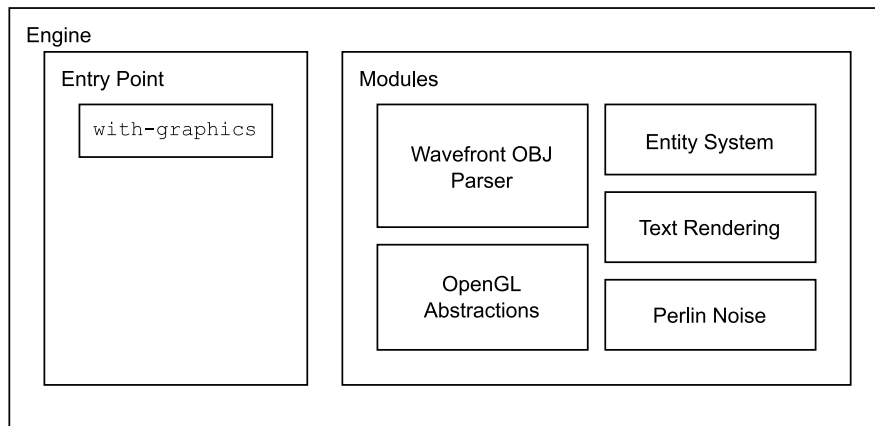 Engine
Entry Point
with-graphics
Modules
Wavefront OBJ
Parser
OpenGL
Abstractions
Entity System
Text Rendering
Perlin Noise